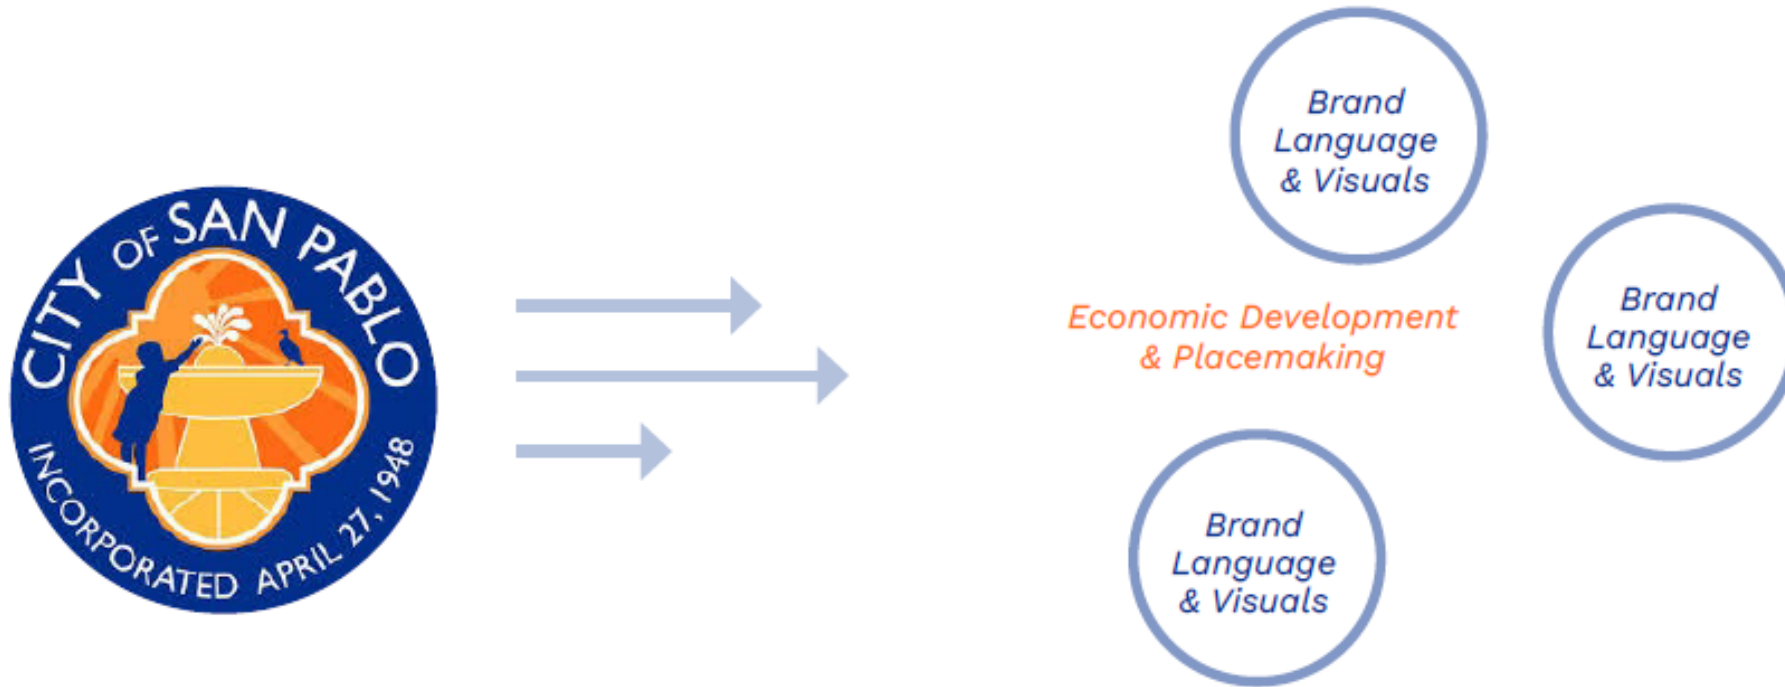 CITY OF SAN PABLO
INCORPORATED APRIL 27, 1948
Brand
Language
& Visuals
Economic Development
& Placemaking
Brand
Language
& Visuals
Brand
Language
& Visuals